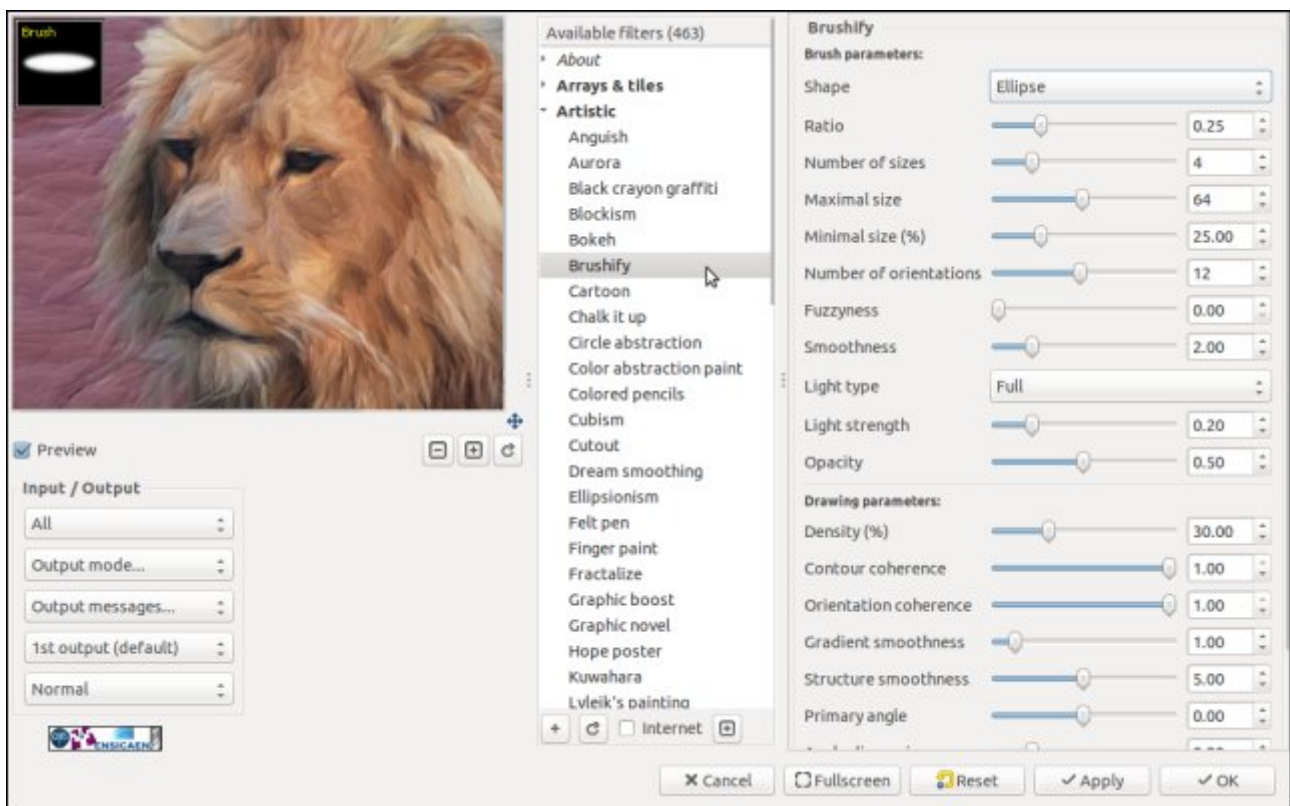 Brush
Preview
Input / Output
All
Output mode...
Output messages...
1st output (default)
Normal
ENSICAEN
Available filters (463)
About
Arrays & tiles
Artistic
Anguish
Aurora
Black crayon graffiti
Blockism
Bokeh
Brushify
Cartoon
Chalk it up
Circle abstraction
Color abstraction paint
Colored pencils
Cubism
Cutout
Dream smoothing
Ellipsionism
Felt pen
Finger paint
Fractalize
Graphic boost
Graphic novel
Hope poster
Kuwahara
Lyleik's painting
Internet
Brushify
Brush parameters:
Shape Ellipse
Ratio 0.25
Number of sizes 4
Maximal size 64
Minimal size (%) 25.00
Number of orientations 12
Fuzzyness 0.00
Smoothness 2.00
Light type Full
Light strength 0.20
Opacity 0.50
Drawing parameters:
Density (%) 30.00
Contour coherence 1.00
Orientation coherence 1.00
Gradient smoothness 1.00
Structure smoothness 5.00
Primary angle 0.00
Cancel Fullscreen Reset Apply OK